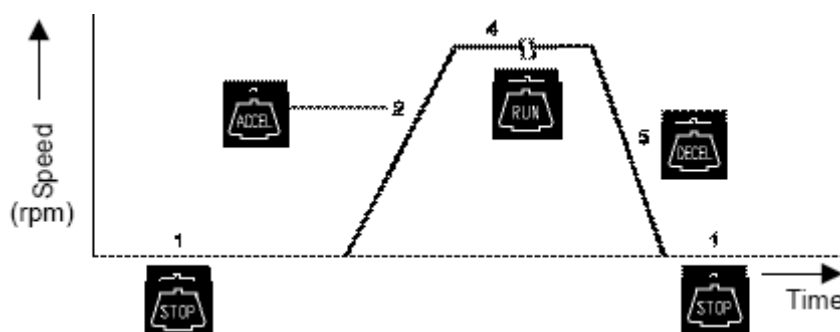 4
ACCEL
2
RUN
Speed
(rpm)
5
DECEL
1
1
STOP
STOP
Time